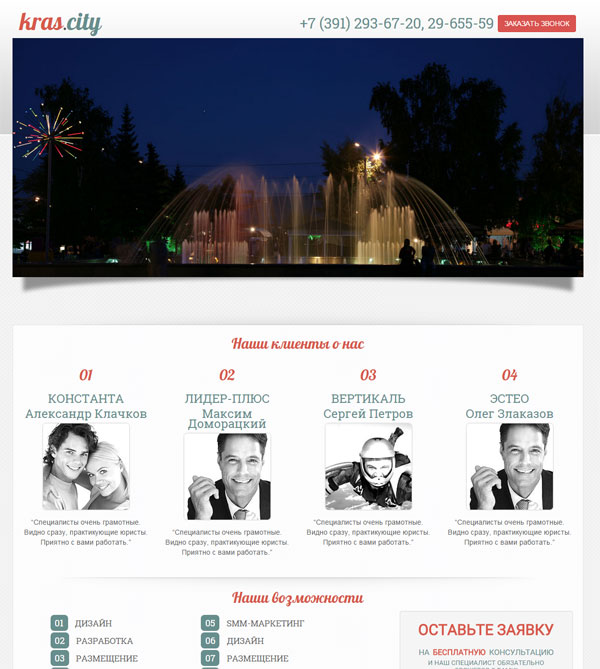 kras.city
+7 (391) 293-67-20, 29-655-59
ЗАКАЗАТЬ ЗВОНОК
Наши клиенты о нас
01
КОНСТАНТА
Александр Клачков
"Специалисты очень грамотные.
Видно сразу, практикующие юристы.
Приятно с вами работать."
02
ЛИДЕР-ПЛЮС
Максим
Доморацкий
"Специалисты очень грамотные.
Видно сразу, практикующие юристы.
Приятно с вами работать."
03
ВЕРТИКАЛЬ
Сергей Петров
"Специалисты очень грамотные.
Видно сразу, практикующие юристы.
Приятно с вами работать."
04
ЭСТЕО
Олег Злаказов
"Специалисты очень грамотные.
Видно сразу, практикующие юристы.
Приятно с вами работать."
Наши возможности
01 ДИЗАЙН
02 РАЗРАБОТКА
03 РАЗМЕЩЕНИЕ
05 SMM-МАРКЕТИНГ
06 ДИЗАЙН
07 РАЗМЕЩЕНИЕ
ОСТАВЬТЕ ЗАЯВКУ
НА БЕСПЛАТНУЮ КОНСУЛЬТАЦИЮ
И НАШ СПЕЦИАЛИСТ ОБЯЗАТЕЛЬНО